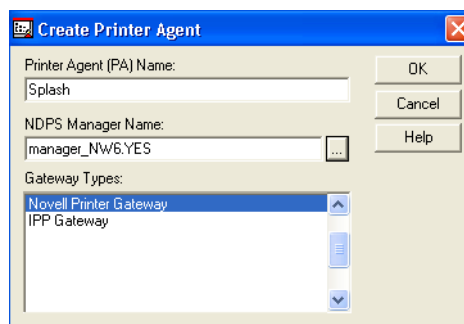 Create Printer Agent
Printer Agent (PA) Name:
OK
Splash
Cancel
NDPS Manager Name:
Help
manager_NW6.YES
...
Gateway Types:
Novell Printer Gateway
IPP Gateway